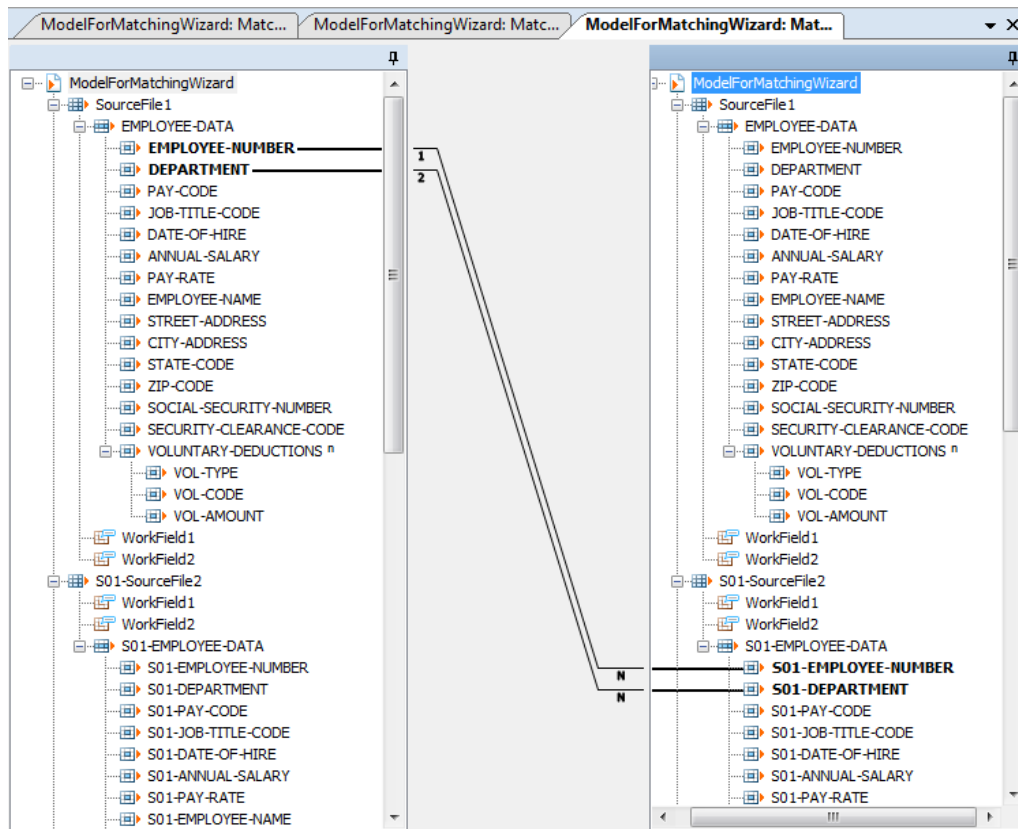 ModelForMatchingWizard: Matc...
ModelForMatchingWizard: Matc...
ModelForMatchingWizard: Mat...
ModelForMatchingWizard
SourceFile1
EMPLOYEE-DATA
EMPLOYEE-NUMBER
DEPARTMENT
PAY-CODE
JOB-TITLE-CODE
DATE-OF-HIRE
ANNUAL-SALARY
PAY-RATE
EMPLOYEE-NAME
STREET-ADDRESS
CITY-ADDRESS
STATE-CODE
ZIP-CODE
SOCIAL-SECURITY-NUMBER
SECURITY-CLEARANCE-CODE
VOLUNTARY-DEDUCTIONS n
VOL-TYPE
VOL-CODE
VOL-AMOUNT
WorkField1
WorkField2
S01-SourceFile2
WorkField1
WorkField2
S01-EMPLOYEE-DATA
S01-EMPLOYEE-NUMBER
S01-DEPARTMENT
S01-PAY-CODE
S01-JOB-TITLE-CODE
S01-DATE-OF-HIRE
S01-ANNUAL-SALARY
S01-PAY-RATE
S01-EMPLOYEE-NAME
1
2
N
N
ModelForMatchingWizard
SourceFile1
EMPLOYEE-DATA
EMPLOYEE-NUMBER
DEPARTMENT
PAY-CODE
JOB-TITLE-CODE
DATE-OF-HIRE
ANNUAL-SALARY
PAY-RATE
EMPLOYEE-NAME
STREET-ADDRESS
CITY-ADDRESS
STATE-CODE
ZIP-CODE
SOCIAL-SECURITY-NUMBER
SECURITY-CLEARANCE-CODE
VOLUNTARY-DEDUCTIONS n
VOL-TYPE
VOL-CODE
VOL-AMOUNT
WorkField1
WorkField2
S01-SourceFile2
WorkField1
WorkField2
S01-EMPLOYEE-DATA
S01-EMPLOYEE-NUMBER
S01-DEPARTMENT
S01-PAY-CODE
S01-JOB-TITLE-CODE
S01-DATE-OF-HIRE
S01-ANNUAL-SALARY
S01-PAY-RATE